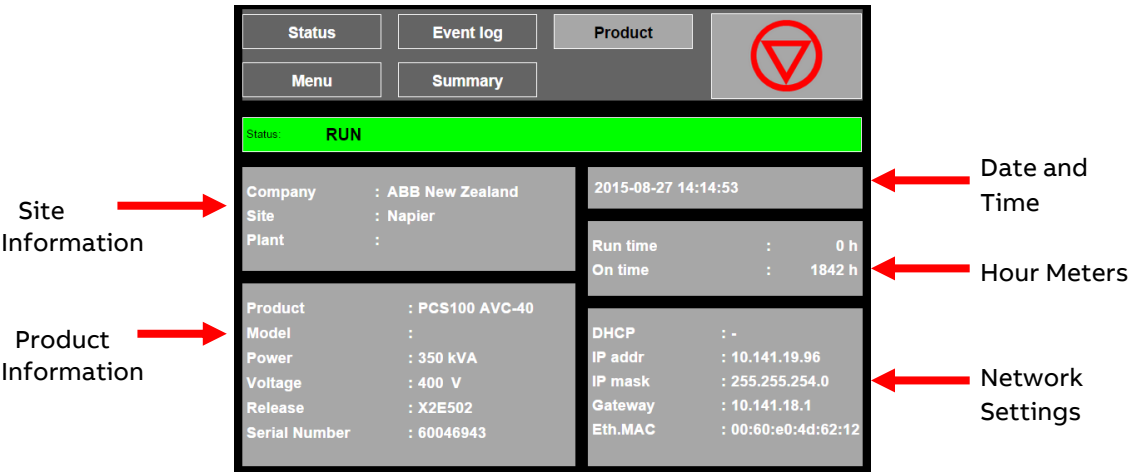 Status Event log Product
Menu Summary
Status: RUN
Site
Information
Company : ABB New Zealand
Site : Napier
Plant :
2015-08-27 14:14:53
Date and
Time
Run time : 0 h
On time : 1842 h
Hour Meters
Product
Information
Product : PCS100 AVC-40
Model :
Power : 350 kVA
Voltage : 400 V
Release : X2E502
Serial Number : 60046943
DHCP : -
IP addr : 10.141.19.96
IP mask : 255.255.254.0
Gateway : 10.141.18.1
Eth.MAC : 00:60:e0:4d:62:12
Network
Settings